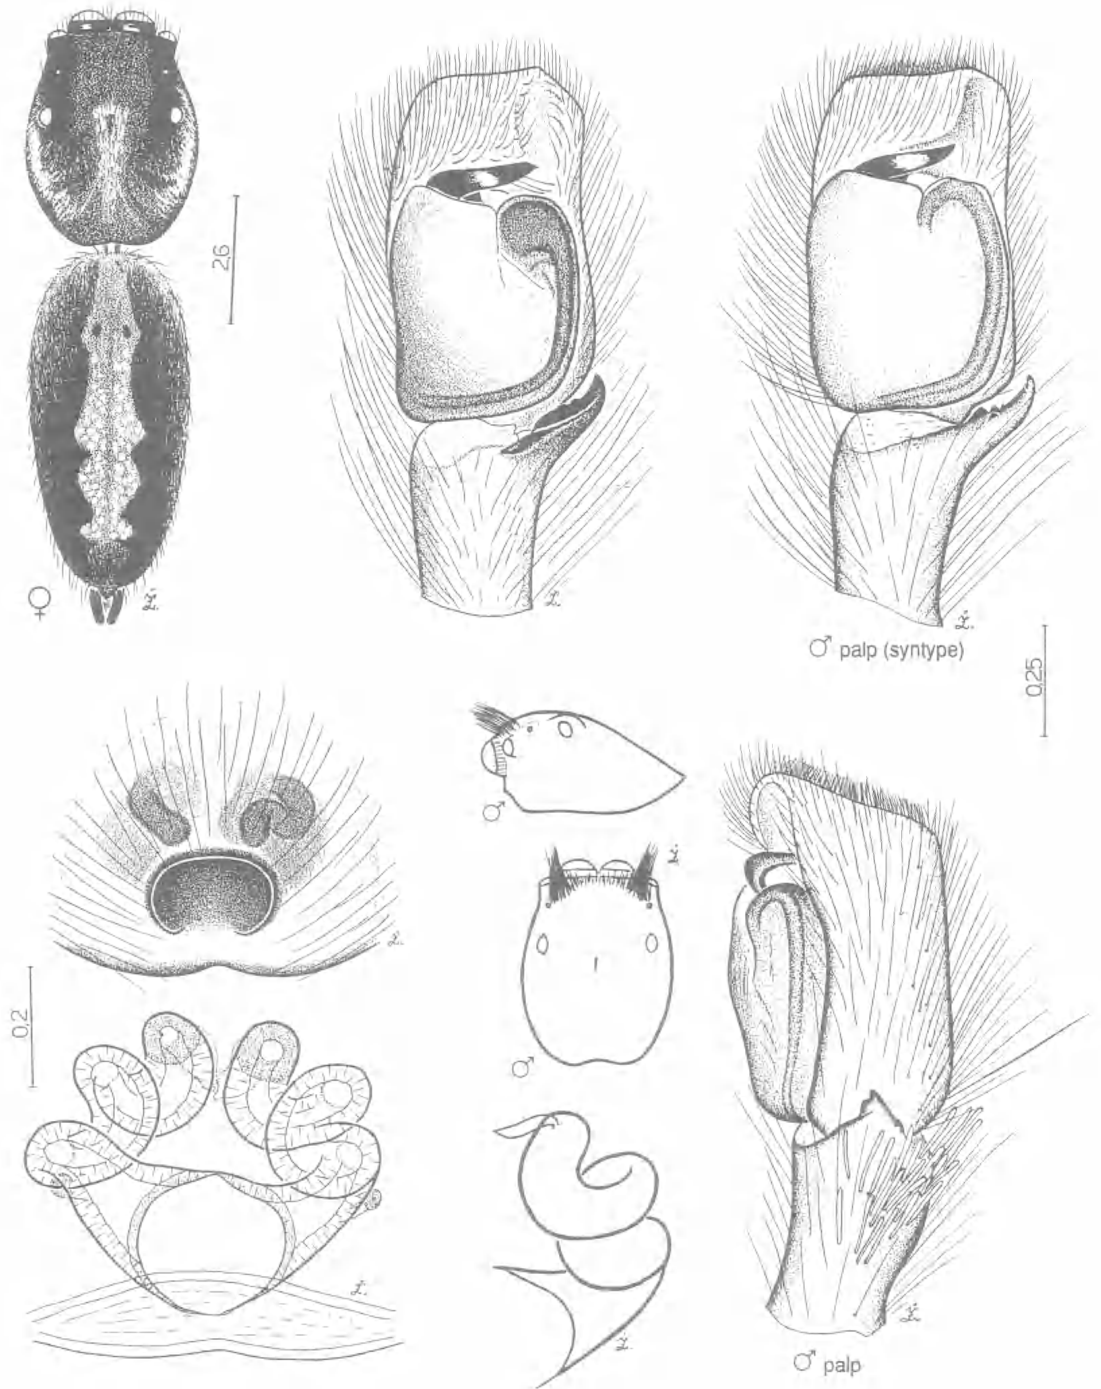 2,6
♀
Ż.
Ż.
Ż.
♂ palp (syntype)
0,25
♂
Ż.
Ż.
0,2
♂
Ż.
Ż.
Ż.
♂ palp